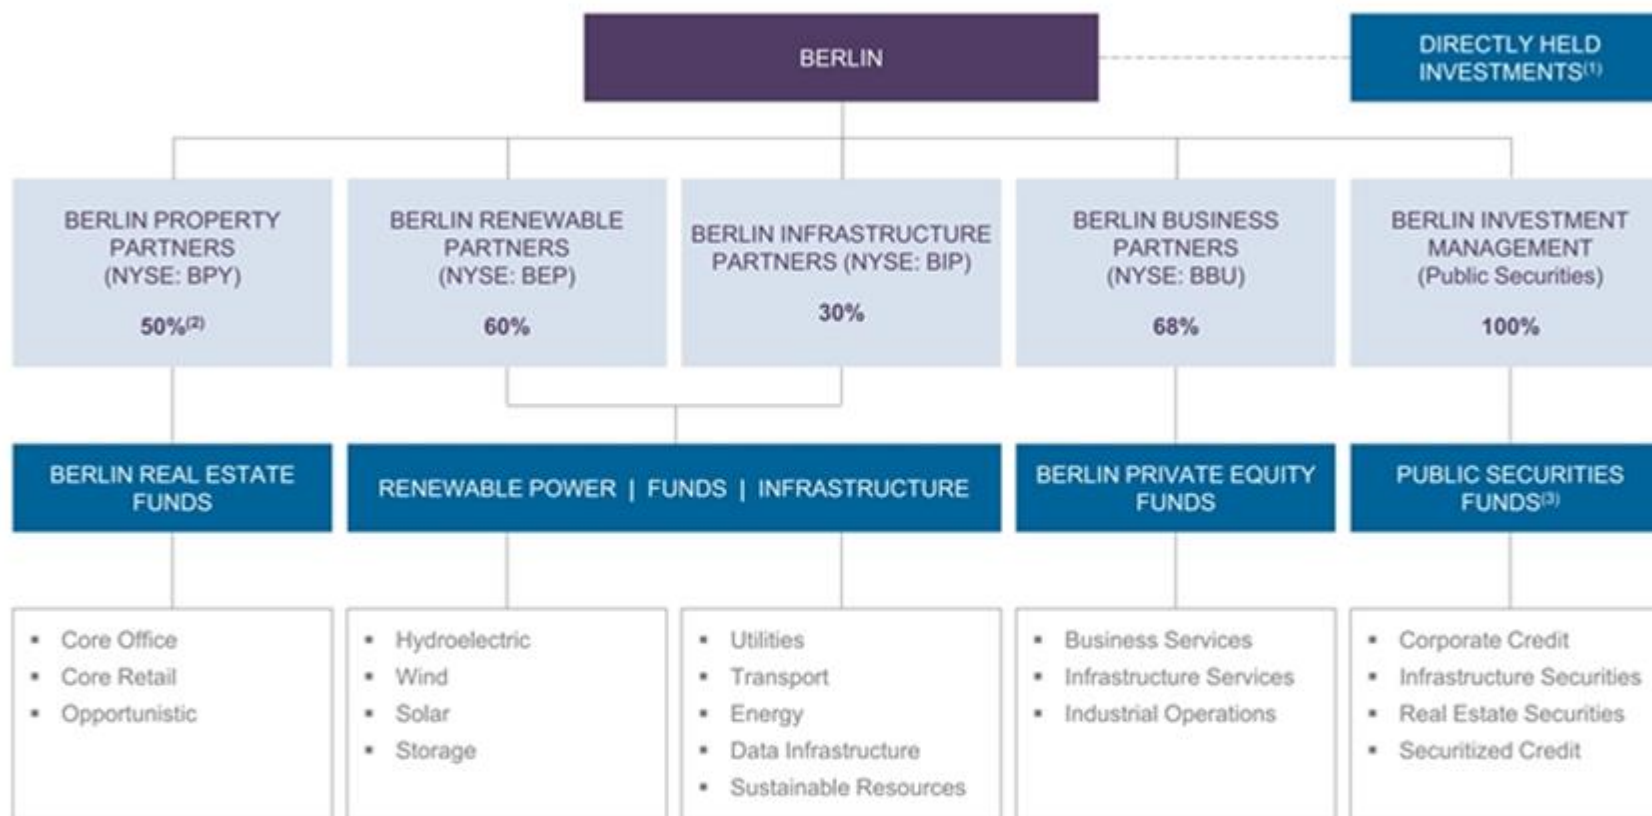 BERLIN
DIRECTLY HELD
INVESTMENTS(1)
BERLIN PROPERTY
PARTNERS
(NYSE: BPY)
50%(2)
BERLIN RENEWABLE
PARTNERS
(NYSE: BEP)
60%
BERLIN INFRASTRUCTURE
PARTNERS (NYSE: BIP)
30%
BERLIN BUSINESS
PARTNERS
(NYSE: BBU)
68%
BERLIN INVESTMENT
MANAGEMENT
(Public Securities)
100%
BERLIN REAL ESTATE
FUNDS
RENEWABLE POWER | FUNDS | INFRASTRUCTURE
BERLIN PRIVATE EQUITY
FUNDS
PUBLIC SECURITIES
FUNDS(3)
▪ Core Office
▪ Core Retail
▪ Opportunistic
▪ Hydroelectric
▪ Wind
▪ Solar
▪ Storage
▪ Utilities
▪ Transport
▪ Energy
▪ Data Infrastructure
▪ Sustainable Resources
▪ Business Services
▪ Infrastructure Services
▪ Industrial Operations
▪ Corporate Credit
▪ Infrastructure Securities
▪ Real Estate Securities
▪ Securitized Credit